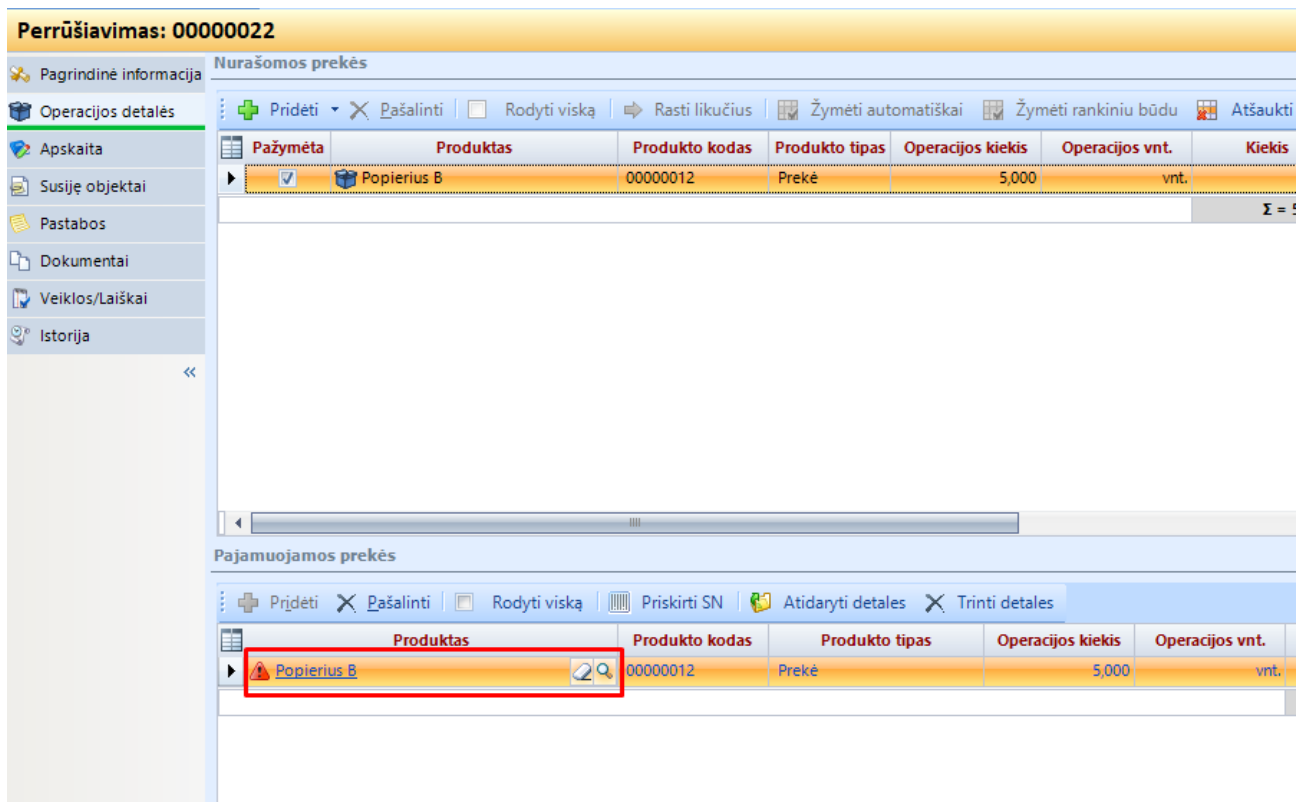 Perrūšiavimas: 00000022
Pagrindinė informacija
Operacijos detalės
Apskaita
Susiję objektai
Pastabos
Dokumentai
Veiklos/Laiškai
Istorija
Nurašomos prekės
Pridėti Pašalinti Rodyti viską Rasti likučius Žymėti automatiškai Žymėti rankiniu būdu Atšaukti
Pažymėta Produktas Produkto kodas Produkto tipas Operacijos kiekis Operacijos vnt. Kiekis
Popierius B 00000012 Prekė 5,000 vnt.
Σ = 5
Pajamuojamos prekės
Pridėti Pašalinti Rodyti viską Priskirti SN Atidaryti detales Trinti detales
Produktas Produkto kodas Produkto tipas Operacijos kiekis Operacijos vnt.
Popierius B 00000012 Prekė 5,000 vnt.